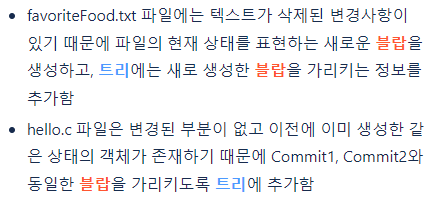 • favoriteFood.txt 파일에는 텍스트가 삭제된 변경사항이
있기 때문에 파일의 현재 상태를 표현하는 새로운 블랍을
생성하고, 트리에는 새로 생성한 블랍을 가리키는 정보를
추가함
• hello.c 파일은 변경된 부분이 없고 이전에 이미 생성한 같
은 상태의 객체가 존재하기 때문에 Commit1, Commit2와
동일한 블랍을 가리키도록 트리에 추가함